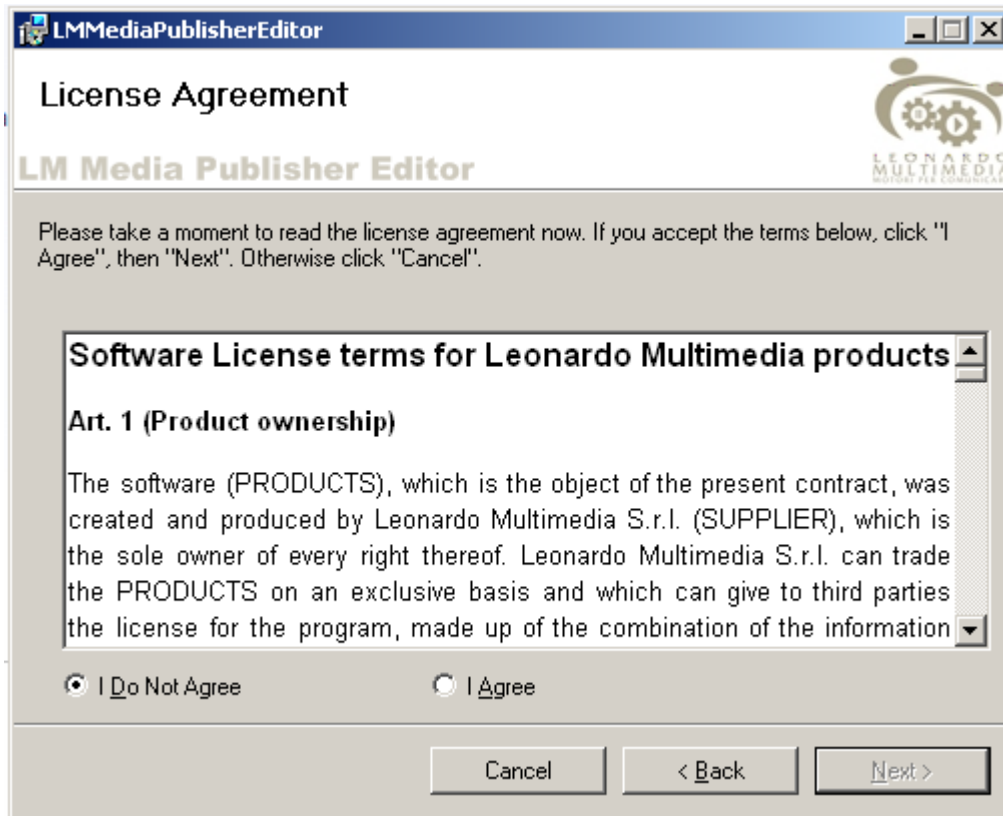 LMMediaPublisherEditor
License Agreement
LM Media Publisher Editor
LEONARDO
MULTIMEDIA
MOTORI PER COMUNICARE
Please take a moment to read the license agreement now. If you accept the terms below, click "I
Agree", then "Next". Otherwise click "Cancel".
Software License terms for Leonardo Multimedia products
Art. 1 (Product ownership)
The software (PRODUCTS), which is the object of the present contract, was
created and produced by Leonardo Multimedia S.r.l. (SUPPLIER), which is
the sole owner of every right thereof. Leonardo Multimedia S.r.l. can trade
the PRODUCTS on an exclusive basis and which can give to third parties
the license for the program, made up of the combination of the information
I Do Not Agree
I Agree
Cancel
< Back
Next >